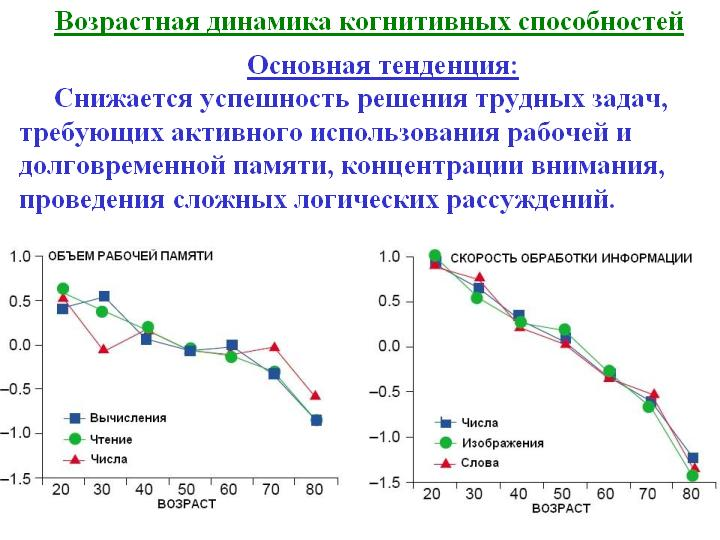 Возрастная динамика когнитивных способностей
Основная тенденция:
Снижается успешность решения трудных задач,
требующих активного использования рабочей и
долговременной памяти, концентрации внимания,
проведения сложных логических рассуждений.
ОБЪЕМ РАБОЧЕЙ ПАМЯТИ
1.0
0.5
0.0
–0.5
–1.0
–1.5
Вычисления
Чтение
Числа
20 30 40 50 60 70 80
ВОЗРАСТ
СКОРОСТЬ ОБРАБОТКИ ИНФОРМАЦИИ
1.0
0.5
0.0
–0.5
–1.0
–1.5
Числа
Изображения
Слова
20 30 40 50 60 70 80
ВОЗРАСТ